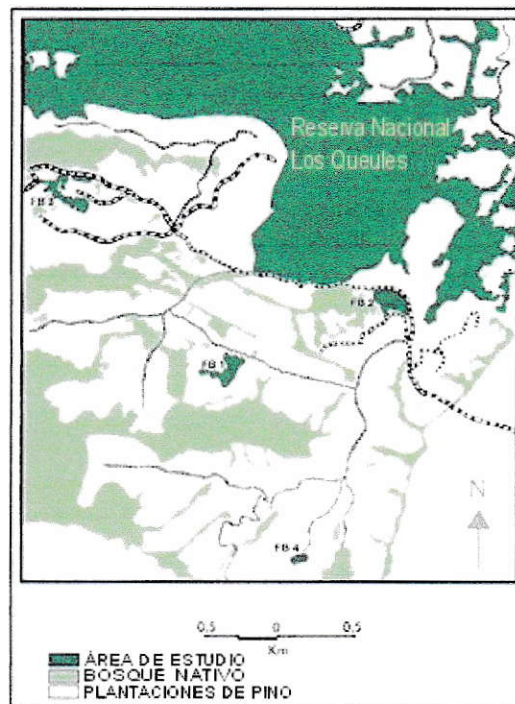 Reserva Nacional
Los Queules
FB 3
FB 2
FB 1
N
FB 4
0.5 0 0.5
Km
ÁREA DE ESTUDIO
BOSQUE NATIVO
PLANTACIONES DE PINO